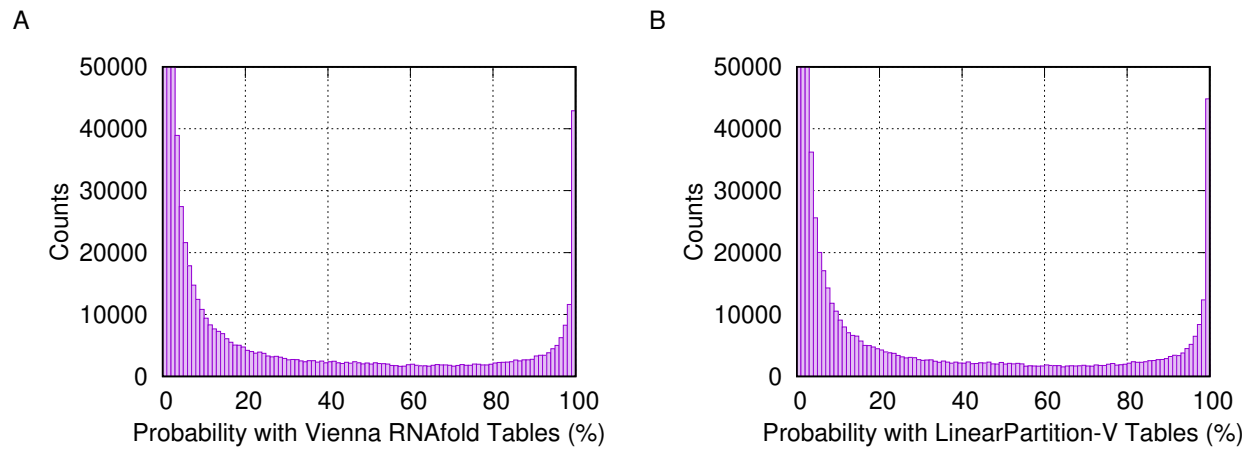 A
50000
40000
30000
20000
10000
0
Counts
0 20 40 60 80 100
Probability with Vienna RNAfold Tables (%)
B
50000
40000
30000
20000
10000
0
Counts
0 20 40 60 80 100
Probability with LinearPartition-V Tables (%)